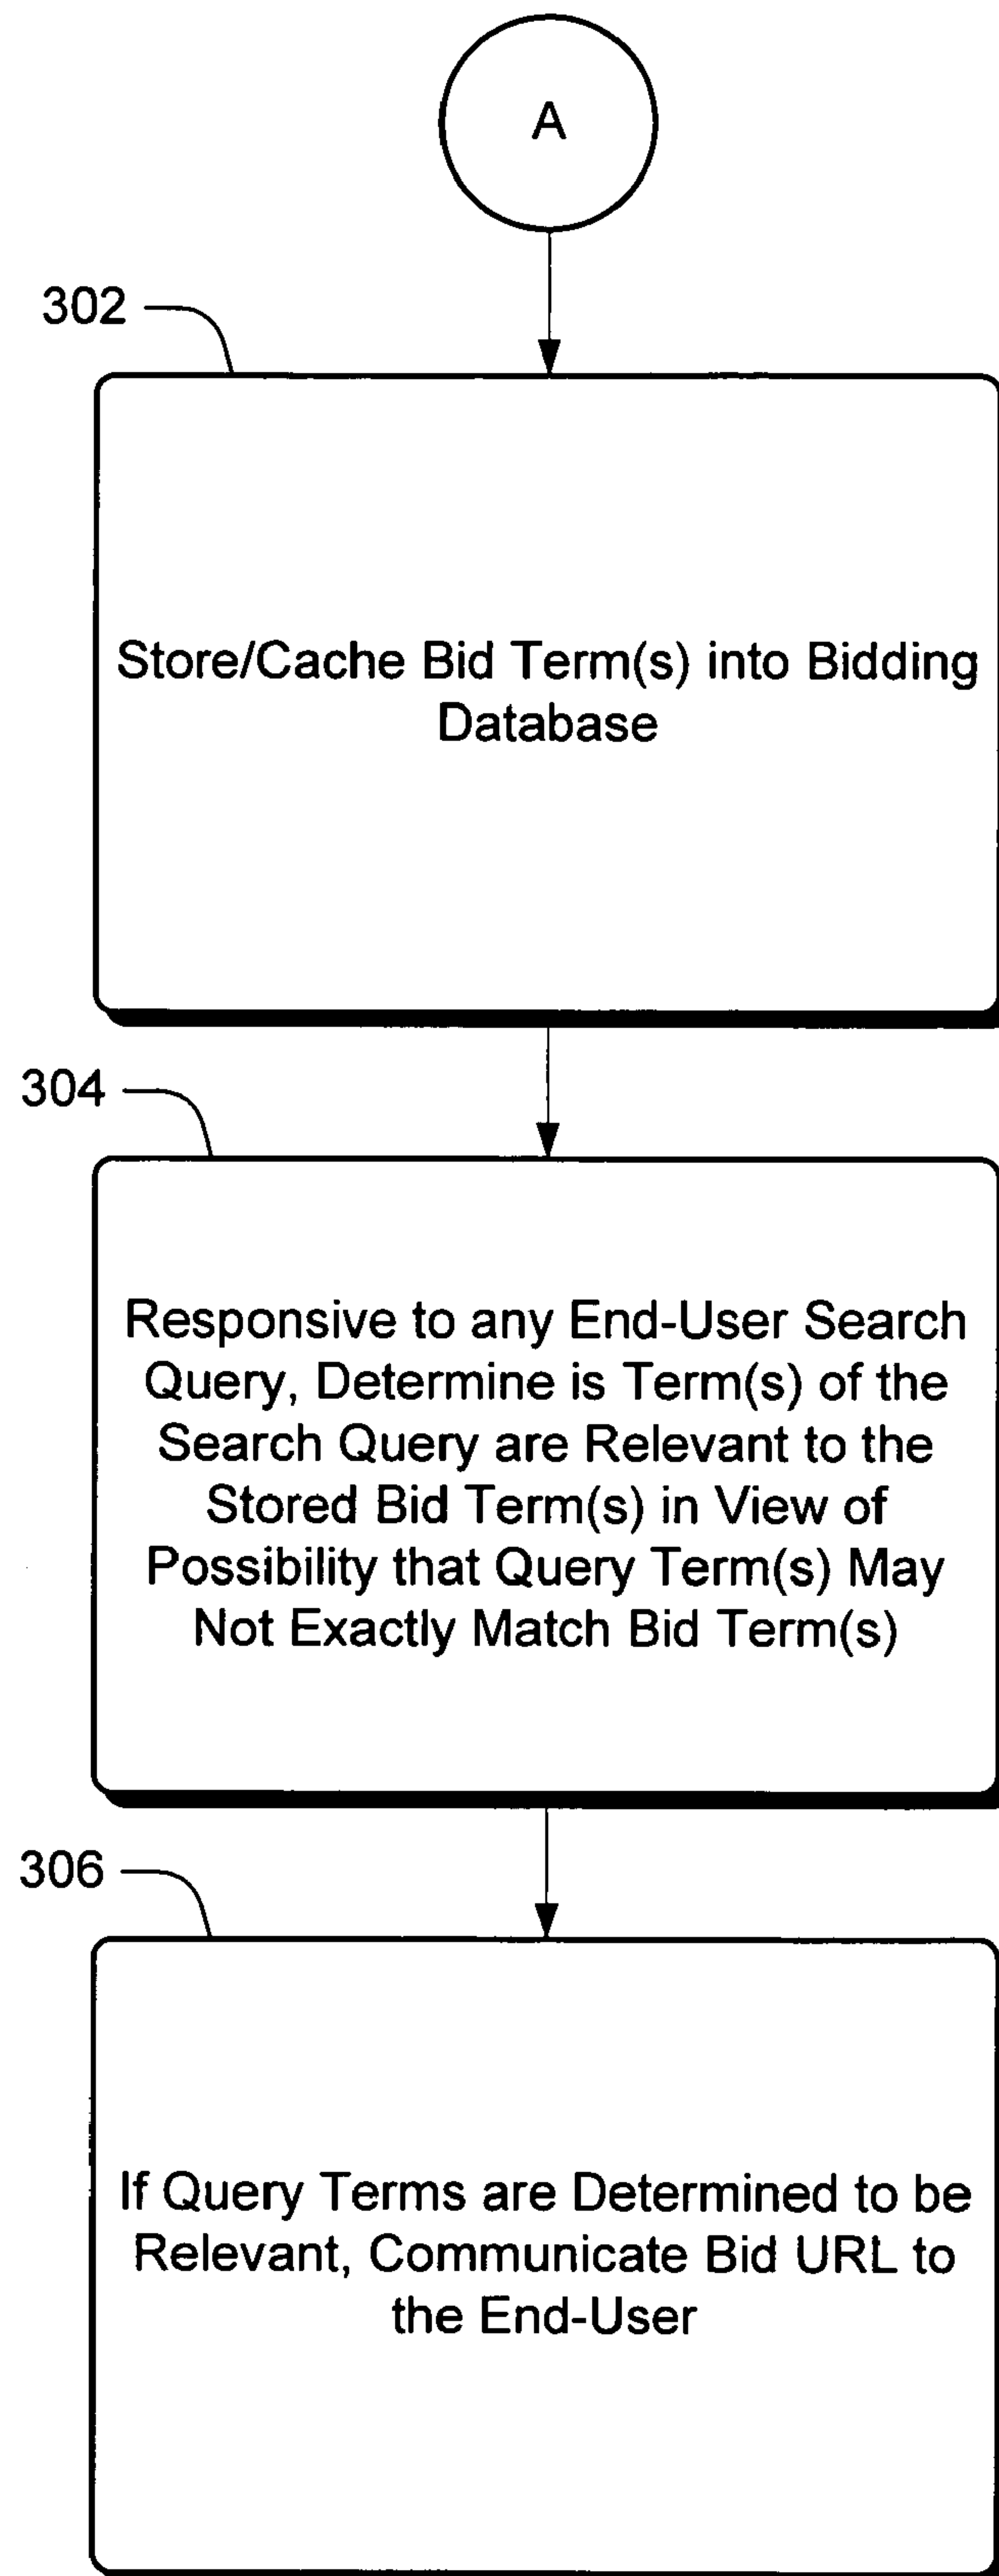 A
302
Store/Cache Bid Term(s) into Bidding
Database
304
Responsive to any End-User Search
Query, Determine is Term(s) of the
Search Query are Relevant to the
Stored Bid Term(s) in View of
Possibility that Query Term(s) May
Not Exactly Match Bid Term(s)
306
If Query Terms are Determined to be
Relevant, Communicate Bid URL to
the End-User